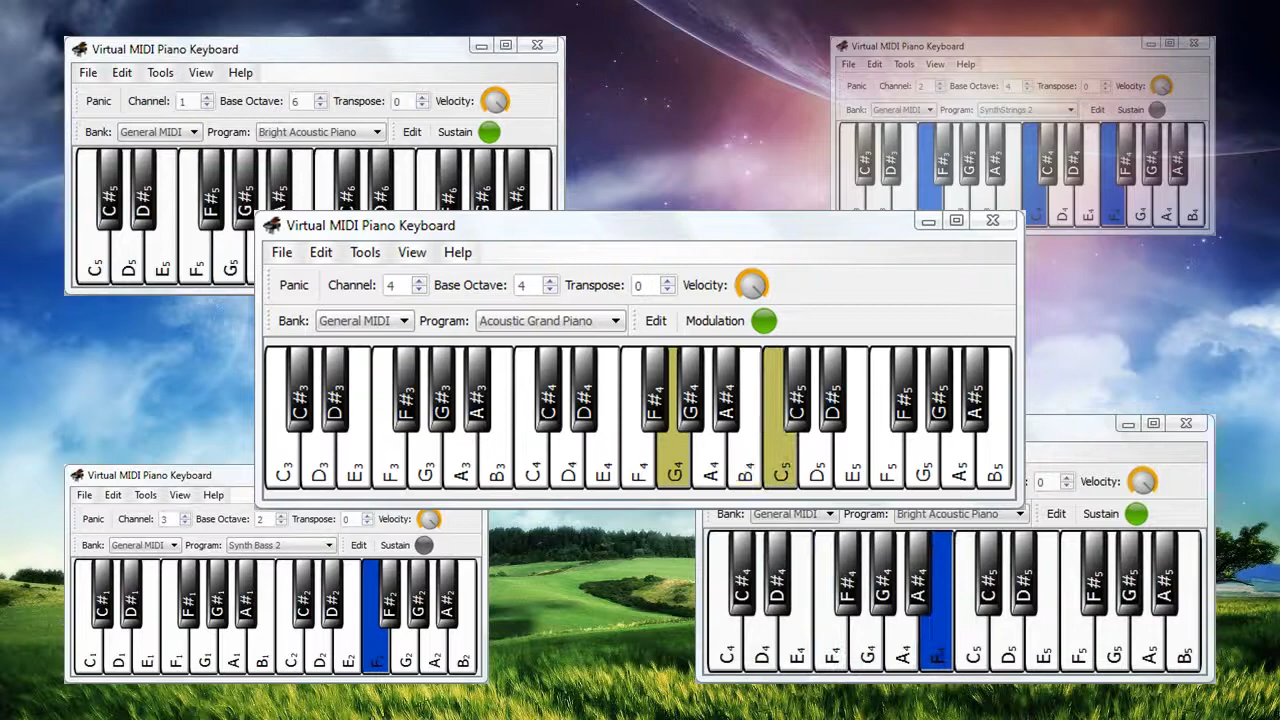 Virtual MIDI Piano Keyboard
File Edit Tools View Help
Panic Channel: 1 Base Octave: 6 Transpose: 0 Velocity:
Bank: General MIDI Program: Bright Acoustic Piano Edit Sustain
C#5 D#5 F#5 A#6
C5 D5 E5 F5 G5
Virtual MIDI Piano Keyboard
File Edit Tools View Help
Panic Channel: 2 Base Octave: 4 Transpose: 0
Bank: General MIDI Program: SynthStrings 2 Edit Sustain
C#3 D#3 F#3 G#3 A#3 C#4 D#4 F#4 G#4 A#4
C4 D4 E4 F4 G4 A4 B4
Virtual MIDI Piano Keyboard
File Edit Tools View Help
Panic Channel: 4 Base Octave: 4 Transpose: 0 Velocity:
Bank: General MIDI Program: Acoustic Grand Piano Edit Modulation
C#3 D#3 F#3 G#3 A#3 C#4 D#4 F#4 G#4 A#4 C#5 D#5 F#5 G#5 A#5
C3 D3 E3 F3 G3 A3 B3 C4 D4 E4 F4 G4 A4 B4 C5 D5 E5 F5 G5 A5 B5
Virtual MIDI Piano Keyboard
File Edit Tools View Help
Panic Channel: 3 Base Octave: 2 Transpose: 0 Velocity:
Bank: General MIDI Program: Synth Bass 2 Edit Sustain
C#1 D#1 F#1 G#1 A#1 C#2 D#2 F#2 G#2 A#2
C1 D1 E1 F1 G1 A1 B1 C2 D2 E2 F2 G2 A2 B2
0 Velocity:
Bank: General MIDI Program: Bright Acoustic Piano Edit Sustain
C#4 D#4 F#4 G#4 A#4 C#5 D#5 F#5 G#5 A#5
C4 D4 E4 F4 G4 A4 B4 C5 D5 E5 F5 G5 A5 B5